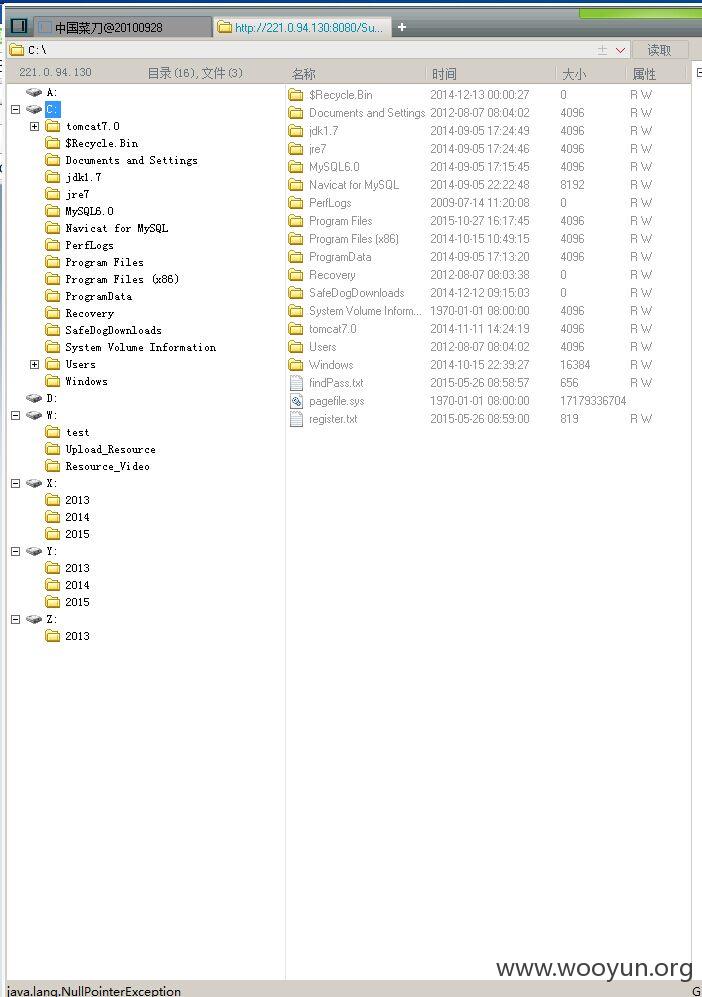 中国菜刀@20100928
http://221.0.94.130:8080/Su...
+
C:\
读取
221.0.94.130
目录(16),文件(3)
名称 时间 大小 属性
A:
C:
tomcat7.0
$Recycle.Bin
Documents and Settings
jdk1.7
jre7
MySQL6.0
Navicat for MySQL
PerfLogs
Program Files
Program Files (x86)
ProgramData
Recovery
SafeDogDownloads
System Volume Information
Users
Windows
D:
W:
test
Upload_Resource
Resource_Video
X:
2013
2014
2015
Y:
2013
2014
2015
Z:
2013
$Recycle.Bin 2014-12-13 00:00:27 0 R W
Documents and Settings 2012-08-07 08:04:02 4096 R W
jdk1.7 2014-09-05 17:24:49 4096 R W
jre7 2014-09-05 17:24:46 4096 R W
MySQL6.0 2014-09-05 17:15:45 4096 R W
Navicat for MySQL 2014-09-05 22:22:48 8192 R W
PerfLogs 2009-07-14 11:20:08 0 R W
Program Files 2015-10-27 16:17:45 4096 R W
Program Files (x86) 2014-10-15 10:49:15 4096 R W
ProgramData 2014-09-05 17:13:20 4096 R W
Recovery 2012-08-07 08:03:38 0 R W
SafeDogDownloads 2014-12-12 09:15:03 0 R W
System Volume Inform... 1970-01-01 08:00:00 4096 R W
tomcat7.0 2014-11-11 14:24:19 4096 R W
Users 2012-08-07 08:04:02 4096 R W
Windows 2014-10-15 22:39:27 16384 R W
findPass.txt 2015-05-26 08:58:57 656 R W
pagefile.sys 1970-01-01 08:00:00 17179336704
register.txt 2015-05-26 08:59:00 819 R W
www.wooyun.org
java.lang.NullPointerException
G